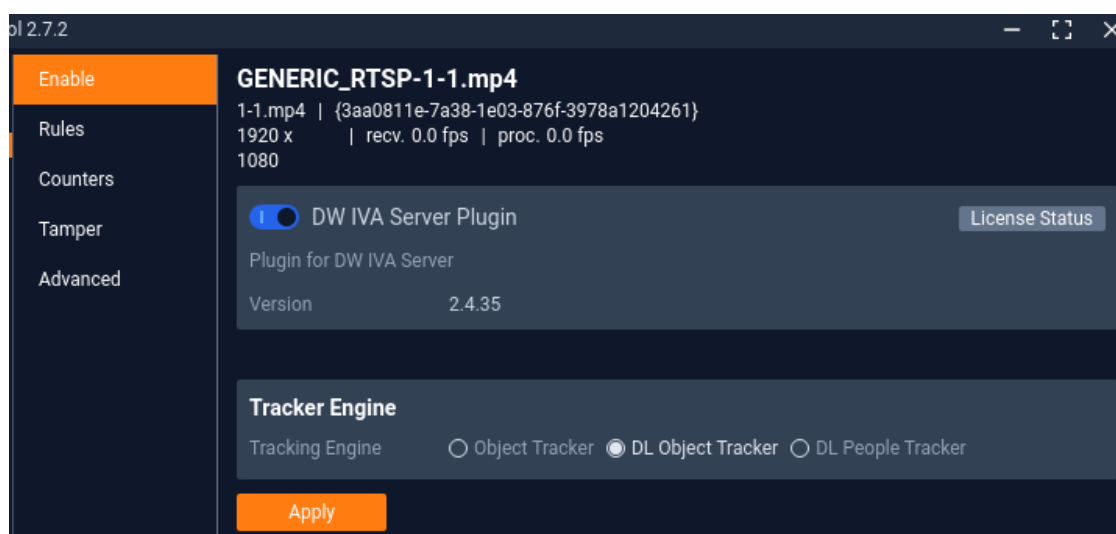 ol 2.7.2
Enable
Rules
Counters
Tamper
Advanced
GENERIC_RTSP-1-1.mp4
1-1.mp4 | {3aa0811e-7a38-1e03-876f-3978a1204261}
1920 x | recv. 0.0 fps | proc. 0.0 fps
1080
DW IVA Server Plugin
License Status
Plugin for DW IVA Server
Version 2.4.35
Tracker Engine
Tracking Engine Object Tracker DL Object Tracker DL People Tracker
Apply